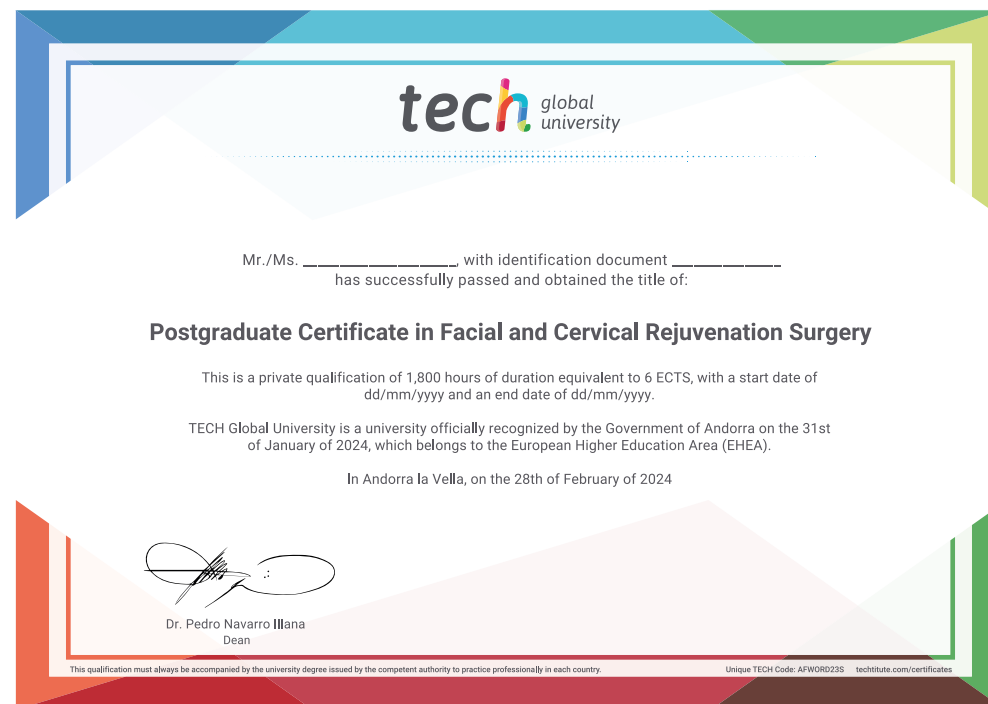 tech global university
Mr./Ms. ____________________, with identification document ______________
has successfully passed and obtained the title of:
Postgraduate Certificate in Facial and Cervical Rejuvenation Surgery
This is a private qualification of 1,800 hours of duration equivalent to 6 ECTS, with a start date of
dd/mm/yyyy and an end date of dd/mm/yyyy.
TECH Global University is a university officially recognized by the Government of Andorra on the 31st
of January of 2024, which belongs to the European Higher Education Area (EHEA).
In Andorra la Vella, on the 28th of February of 2024
Dr. Pedro Navarro Illana
Dean
This qualification must always be accompanied by the university degree issued by the competent authority to practice professionally in each country. Unique TECH Code: AFWORD23S techtitute.com/certificates